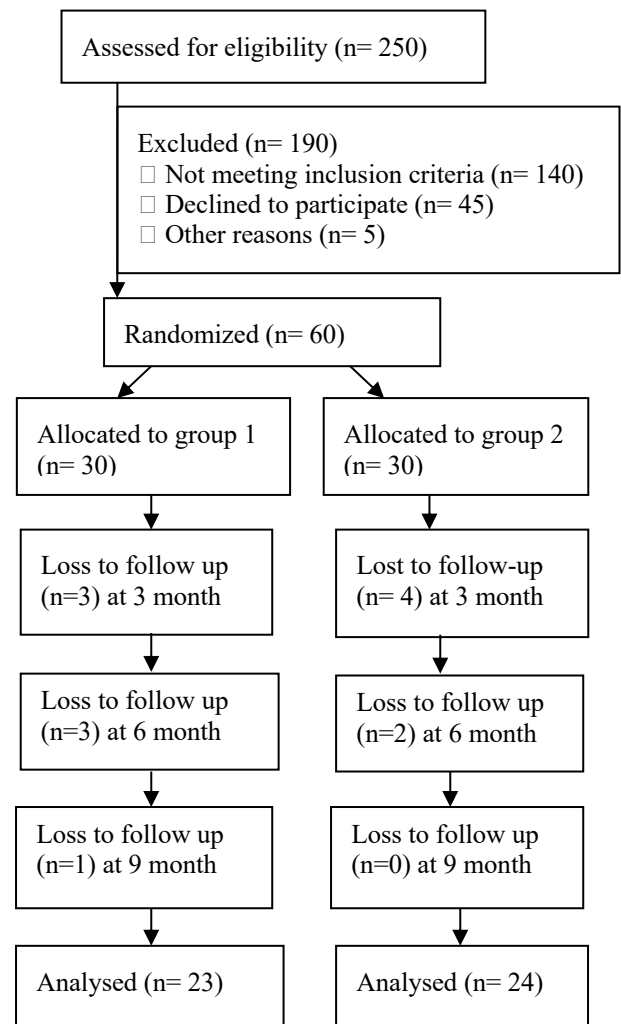 Assessed for eligibility (n= 250)
Excluded (n= 190)
 Not meeting inclusion criteria (n= 140)
 Declined to participate (n= 45)
 Other reasons (n= 5)
Randomized (n= 60)
Allocated to group 1
(n= 30)
Allocated to group 2
(n= 30)
Loss to follow up
(n=3) at 3 month
Lost to follow-up
(n= 4) at 3 month
Loss to follow up
(n=3) at 6 month
Loss to follow up
(n=2) at 6 month
Loss to follow up
(n=1) at 9 month
Loss to follow up
(n=0) at 9 month
Analysed (n= 23)
Analysed (n= 24)